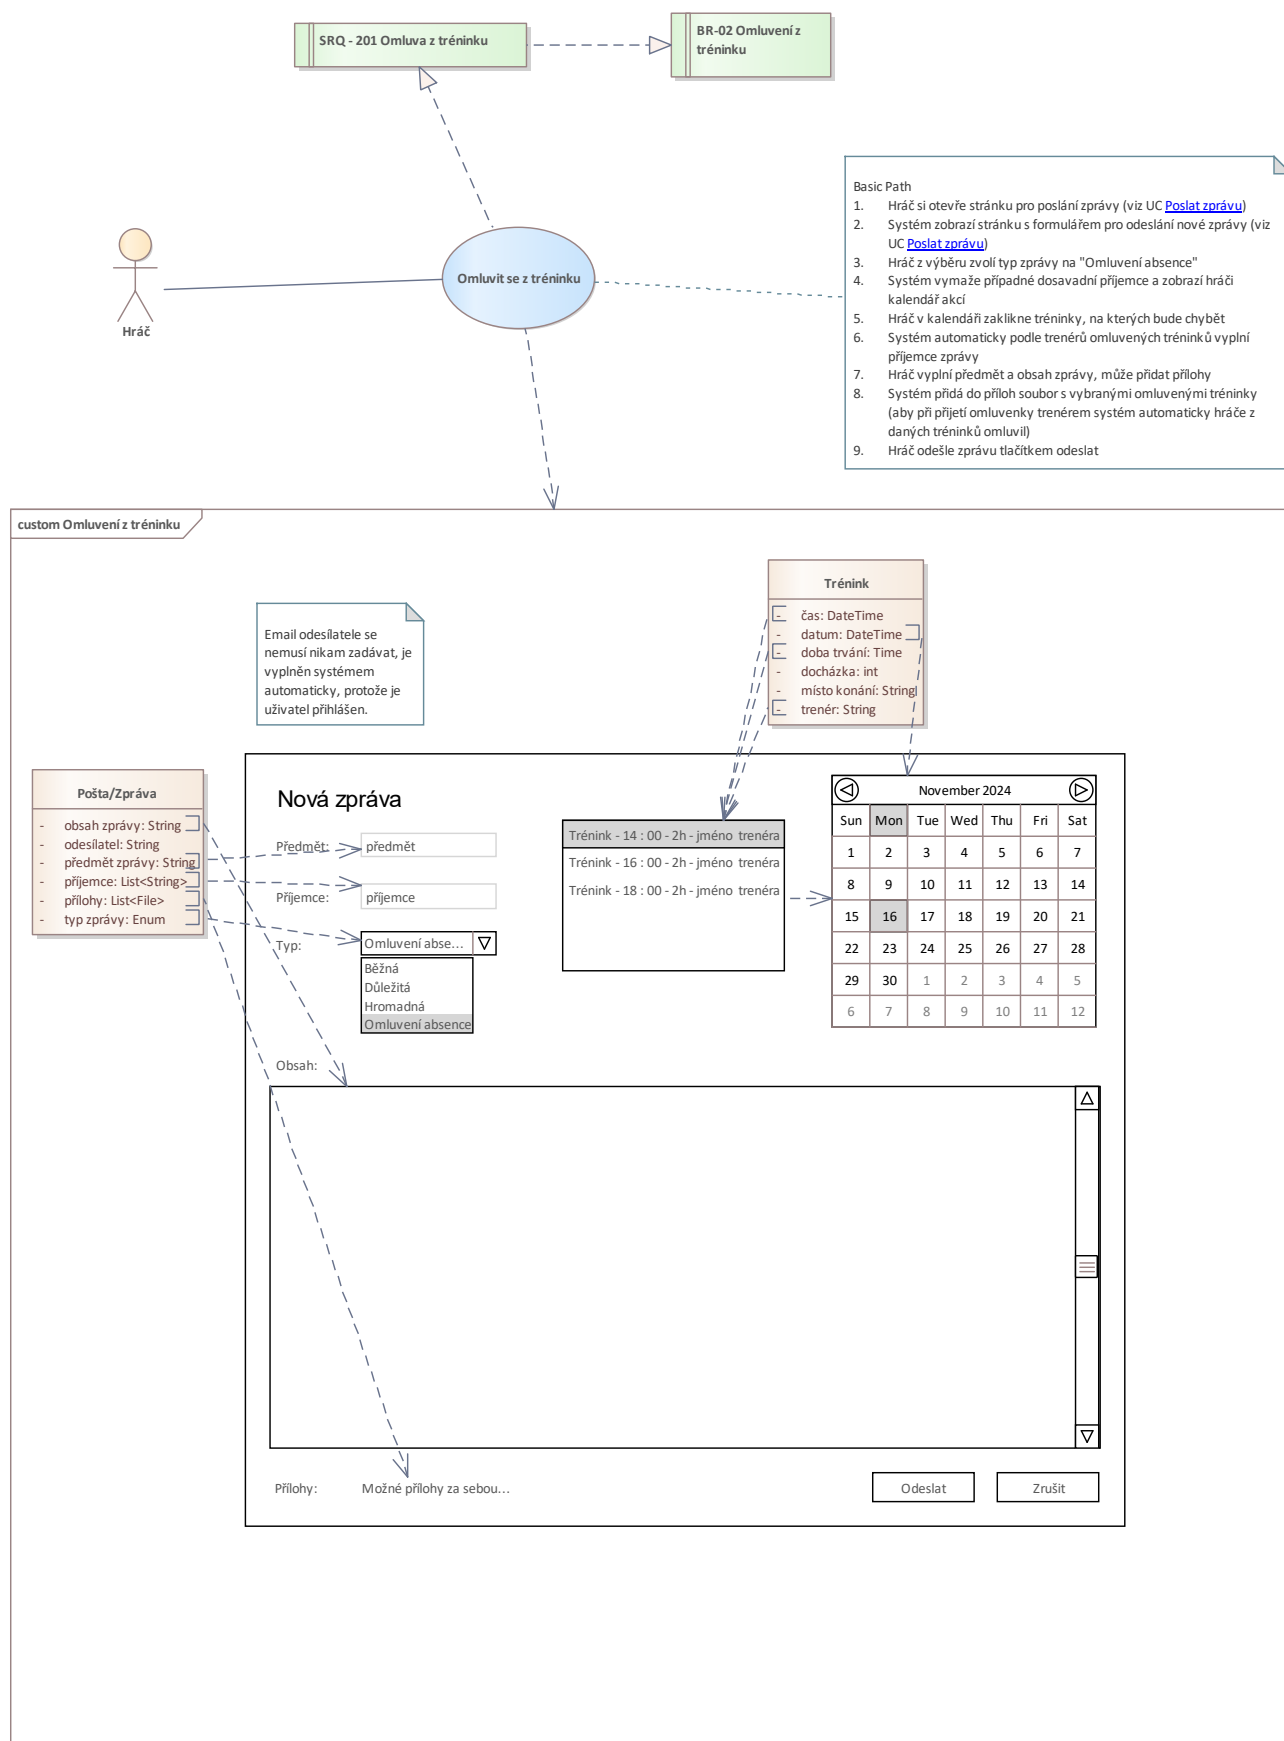 SRQ - 201 Omluva z tréninku
BR-02 Omluvení z
tréninku
Basic Path
1. Hráč si otevře stránku pro poslání zprávy (viz UC Poslat zprávu)
2. Systém zobrazí stránku s formulářem pro odeslání nové zprávy (viz
UC Poslat zprávu)
3. Hráč z výběru zvolí typ zprávy na "Omluvení absence"
4. Systém vymaže případné dosavadní příjemce a zobrazí hráči
kalendář akcí
5. Hráč v kalendáři zaklikne tréninky, na kterých bude chybět
6. Systém automaticky podle trenérů omluvených tréninků vyplní
příjemce zprávy
7. Hráč vyplní předmět a obsah zprávy, může přidat přílohy
8. Systém přidá do příloh soubor s vybranými omluvenými tréninky
(aby při přijetí omluvenky trenérem systém automaticky hráče z
daných tréninků omluvil)
9. Hráč odešle zprávu tlačítkem odeslat
Omluvit se z tréninku
Hráč
custom Omluvení z tréninku
Trénink
- čas: DateTime
- datum: DateTime
- doba trvání: Time
- docházka: int
- místo konání: String
- trenér: String
Email odesílatele se
nemusí nikam zadávat, je
vyplněn systémem
automaticky, protože je
uživatel přihlášen.
Pošta/Zpráva
- obsah zprávy: String
- odesílatel: String
- předmět zprávy: String
- příjemce: List<String>
- přílohy: List<File>
- typ zprávy: Enum
Nová zpráva
Předmět: předmět
Příjemce: příjemce
Typ: Omluvení abse...
Běžná
Důležitá
Hromadná
Omluvení absence
Trénink - 14 : 00 - 2h - jméno trenéra
Trénink - 16 : 00 - 2h - jméno trenéra
Trénink - 18 : 00 - 2h - jméno trenéra
November 2024
Sun Mon Tue Wed Thu Fri Sat
1 2 3 4 5 6 7
8 9 10 11 12 13 14
15 16 17 18 19 20 21
22 23 24 25 26 27 28
29 30 1 2 3 4 5
6 7 8 9 10 11 12
Obsah:
Přílohy: Možné přílohy za sebou...
Odeslat
Zrušit